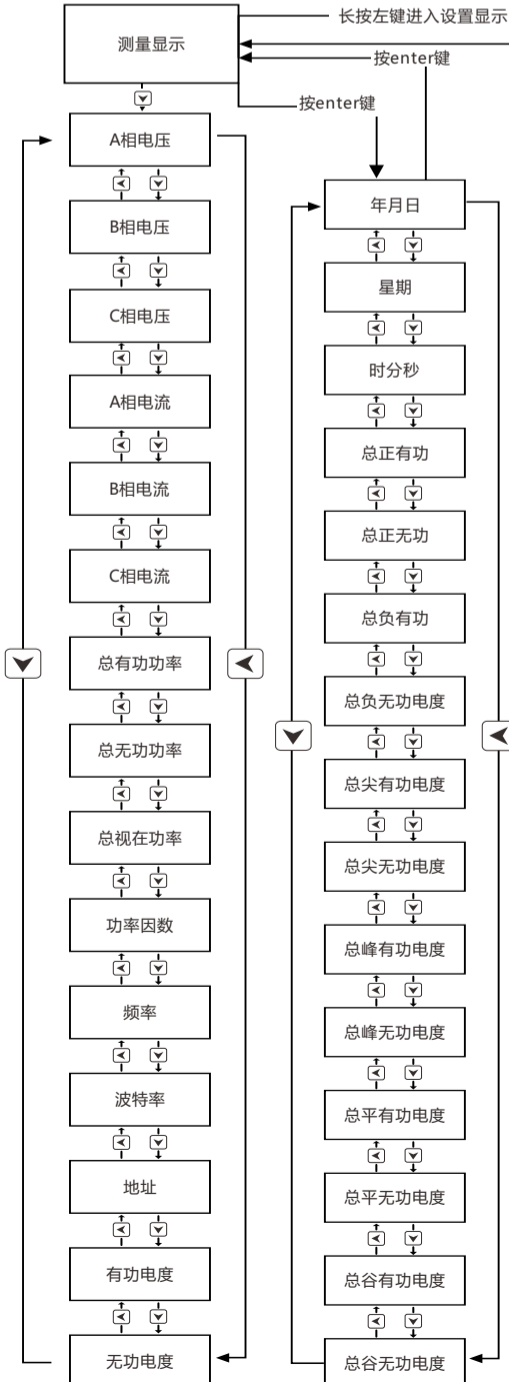 测量显示
长按左键进入设置显示
按enter键
按enter键
A相电压
B相电压
C相电压
A相电流
B相电流
C相电流
总有功功率
总无功功率
总视在功率
功率因数
频率
波特率
地址
有功电度
无功电度
年月日
星期
时分秒
总正有功
总正无功
总负有功
总负无功电度
总尖有功电度
总尖无功电度
总峰有功电度
总峰无功电度
总平有功电度
总平无功电度
总谷有功电度
总谷无功电度